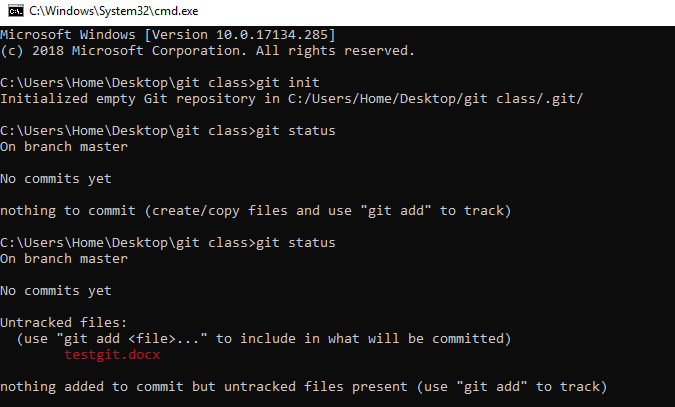 C:\Windows\System32\cmd.exe
Microsoft Windows [Version 10.0.17134.285]
(c) 2018 Microsoft Corporation. All rights reserved.
C:\Users\Home\Desktop\git class>git init
Initialized empty Git repository in C:/Users/Home/Desktop/git class/.git/
C:\Users\Home\Desktop\git class>git status
On branch master
No commits yet
nothing to commit (create/copy files and use "git add" to track)
C:\Users\Home\Desktop\git class>git status
On branch master
No commits yet
Untracked files:
(use "git add <file>..." to include in what will be committed)
testgit.docx
nothing added to commit but untracked files present (use "git add" to track)